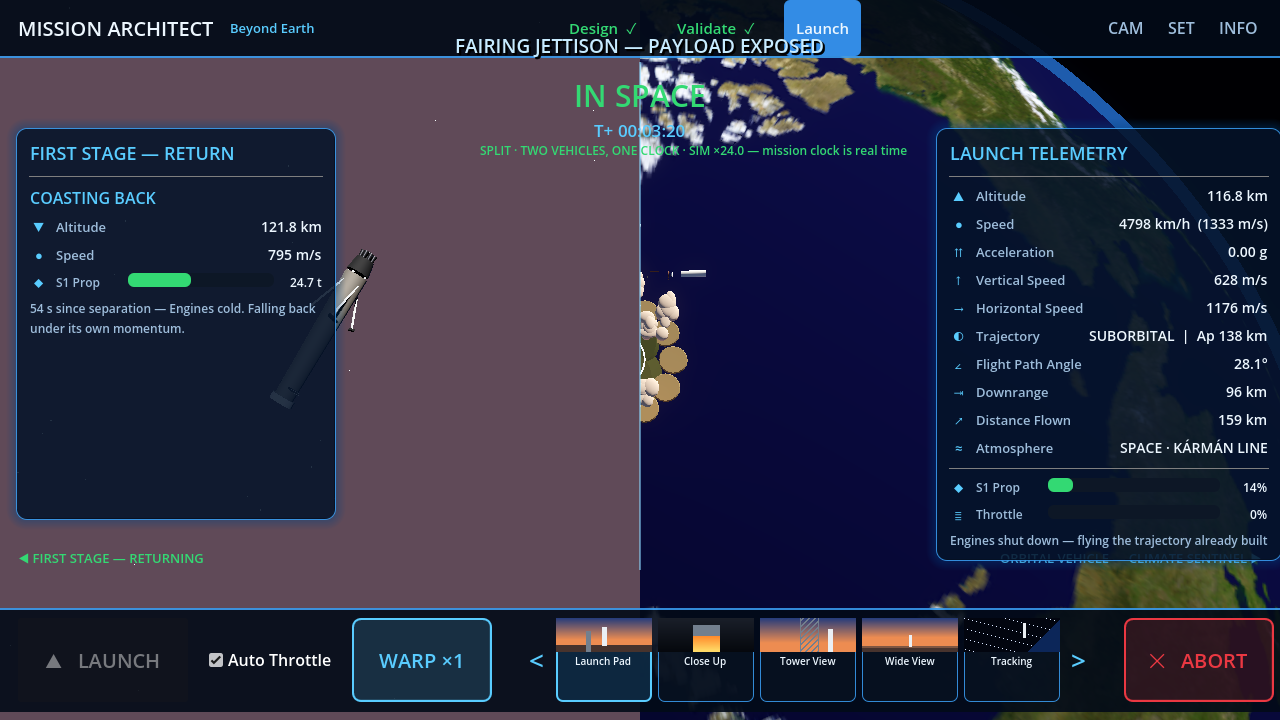 MISSION ARCHITECT
Beyond Earth
Design ✓
Validate ✓
Launch
CAM
SET
INFO
FAIRING JETTISON — PAYLOAD EXPOSED
IN SPACE
T+ 00:03:20
SPLIT · TWO VEHICLES, ONE CLOCK · SIM ×24.0 — mission clock is real time
FIRST STAGE — RETURN
COASTING BACK
▼ Altitude 121.8 km
● Speed 795 m/s
◆ S1 Prop 24.7 t
54 s since separation — Engines cold. Falling back
under its own momentum.
◀ FIRST STAGE — RETURNING
LAUNCH TELEMETRY
▲ Altitude 116.8 km
● Speed 4798 km/h (1333 m/s)
⇈ Acceleration 0.00 g
↑ Vertical Speed 628 m/s
→ Horizontal Speed 1176 m/s
◐ Trajectory SUBORBITAL | Ap 138 km
∠ Flight Path Angle 28.1°
⇥ Downrange 96 km
↗ Distance Flown 159 km
≈ Atmosphere SPACE · KÁRMÁN LINE
◆ S1 Prop 14%
≣ Throttle 0%
Engines shut down — flying the trajectory already built
ORBITAL VEHICLE — CLIMATE SENTINEL ▶
▲ LAUNCH
Auto Throttle
WARP ×1
<
Launch Pad
Close Up
Tower View
Wide View
Tracking
>
✕ ABORT